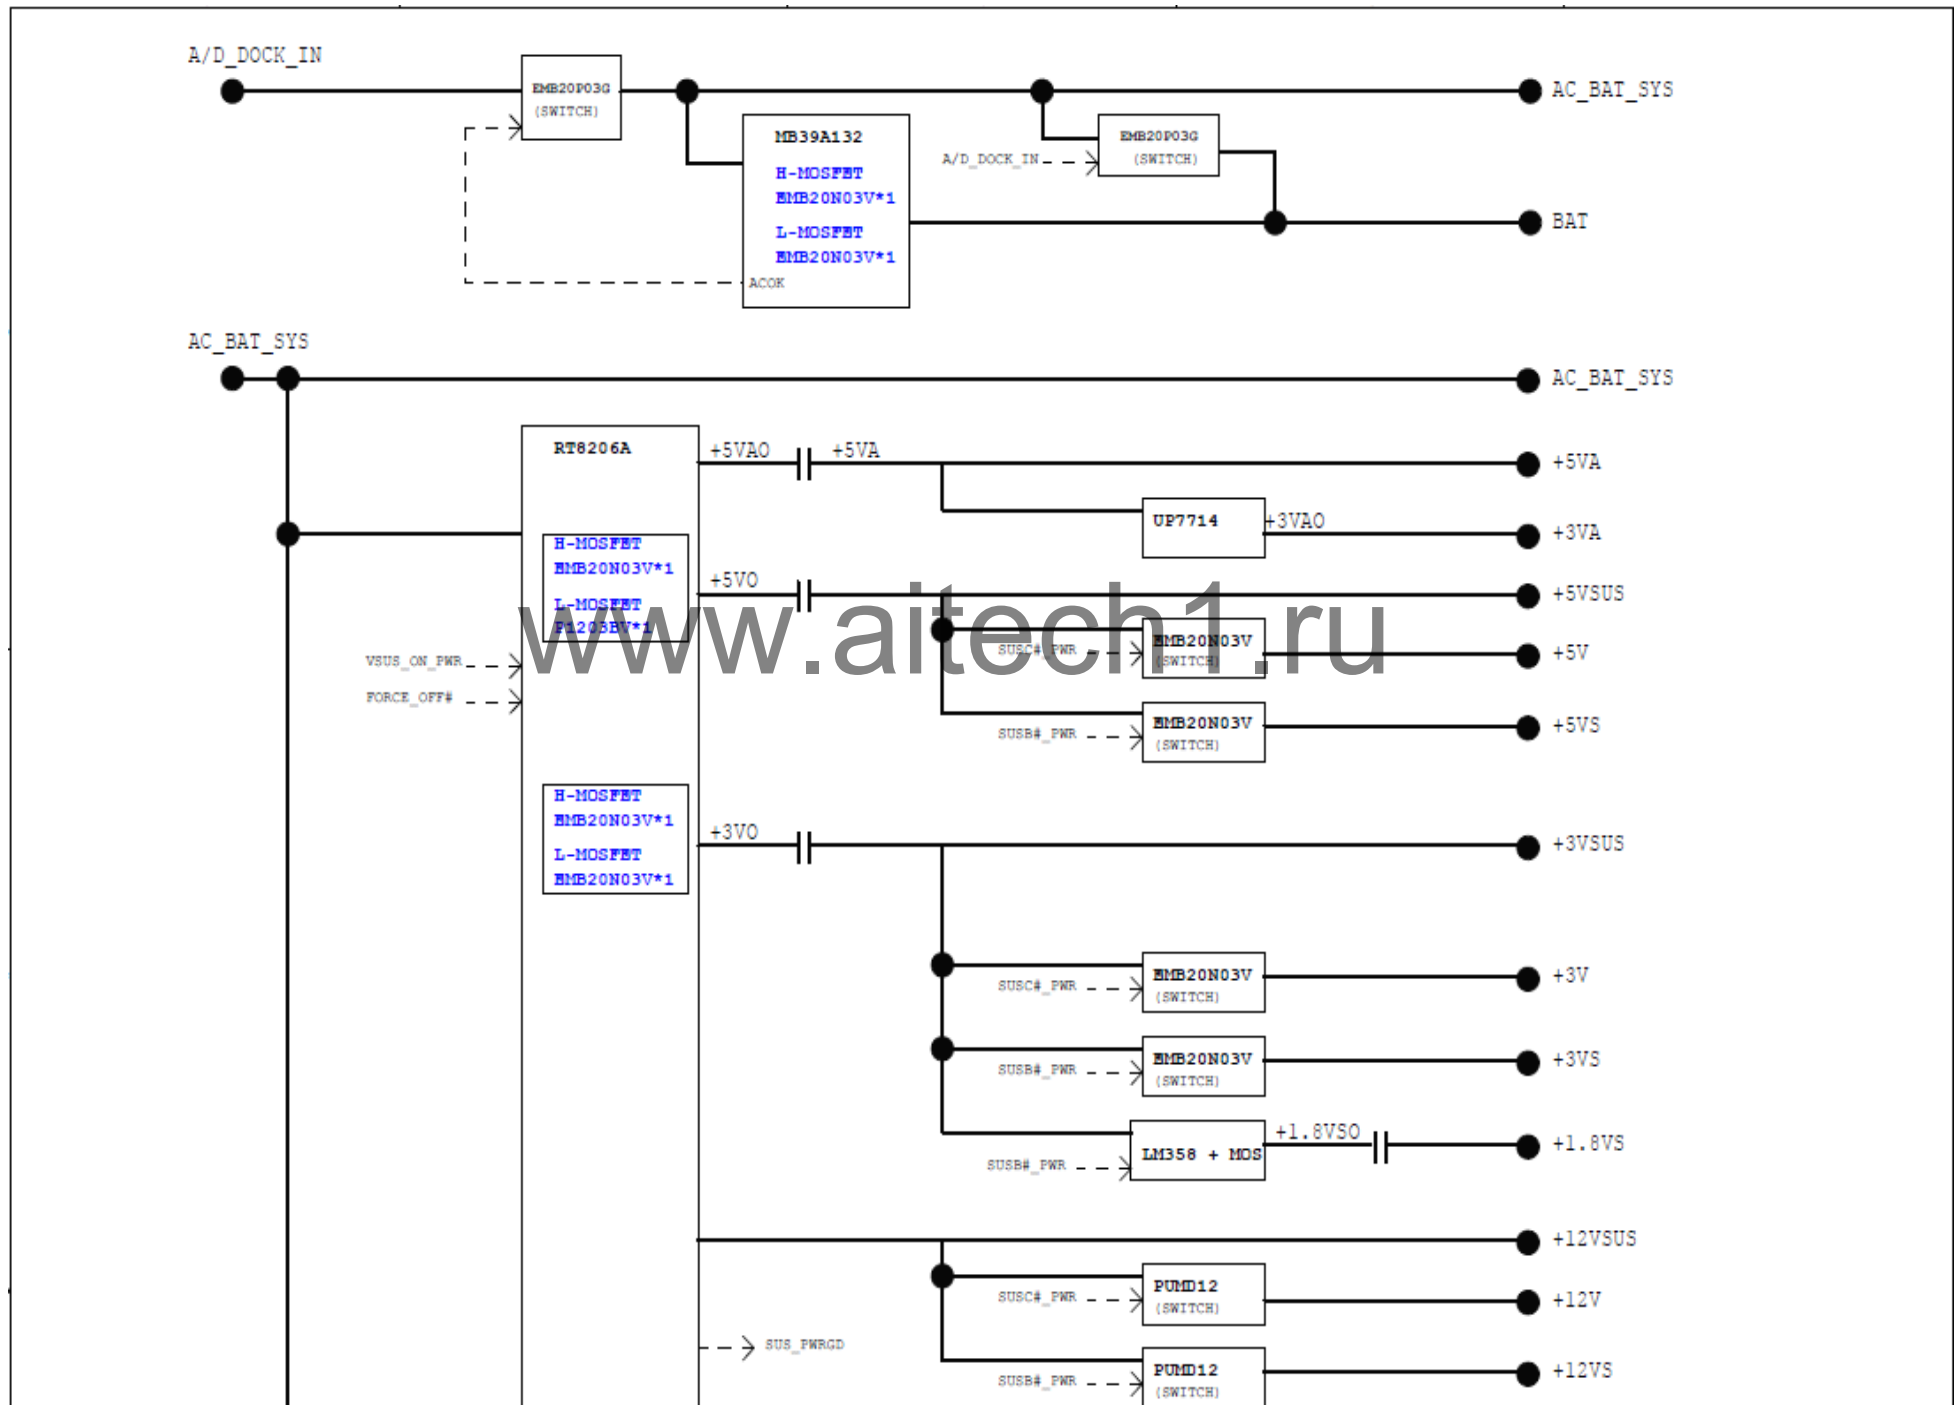 A/D_DOCK_IN
EMB20P03G
(SWITCH)
AC_BAT_SYS
MB39A132
H-MOSFET
EMB20N03V*1
L-MOSFET
EMB20N03V*1
ACOK
A/D_DOCK_IN
EMB20P03G
(SWITCH)
BAT
AC_BAT_SYS
AC_BAT_SYS
RT8206A
+5VAO
+5VA
+5VA
UP7714
+3VAO
+3VA
H-MOSFET
EMB20N03V*1
L-MOSFET
P1203BV*1
+5VO
+5VSUS
SUSC#_PWR
EMB20N03V
(SWITCH)
+5V
www.aitech1.ru
VSUS_ON_PWR
FORCE_OFF#
SUSB#_PWR
EMB20N03V
(SWITCH)
+5VS
H-MOSFET
EMB20N03V*1
L-MOSFET
EMB20N03V*1
+3VO
+3VSUS
SUSC#_PWR
EMB20N03V
(SWITCH)
+3V
SUSB#_PWR
EMB20N03V
(SWITCH)
+3VS
SUSB#_PWR
LM358 + MOS
+1.8VSO
+1.8VS
+12VSUS
SUSC#_PWR
PUMD12
(SWITCH)
+12V
SUS_PWRGD
SUSB#_PWR
PUMD12
(SWITCH)
+12VS